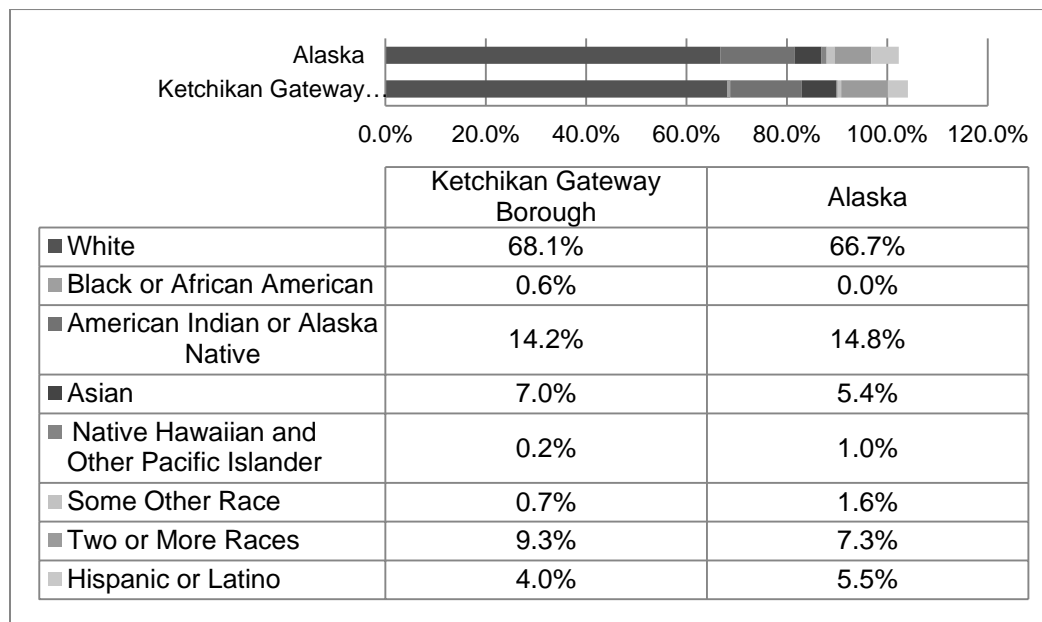 Alaska
Ketchikan Gateway…
0.0% 20.0% 40.0% 60.0% 80.0% 100.0% 120.0%
Ketchikan Gateway
Borough
Alaska
White 68.1% 66.7%
Black or African American 0.6% 0.0%
American Indian or Alaska
Native 14.2% 14.8%
Asian 7.0% 5.4%
Native Hawaiian and
Other Pacific Islander 0.2% 1.0%
Some Other Race 0.7% 1.6%
Two or More Races 9.3% 7.3%
Hispanic or Latino 4.0% 5.5%